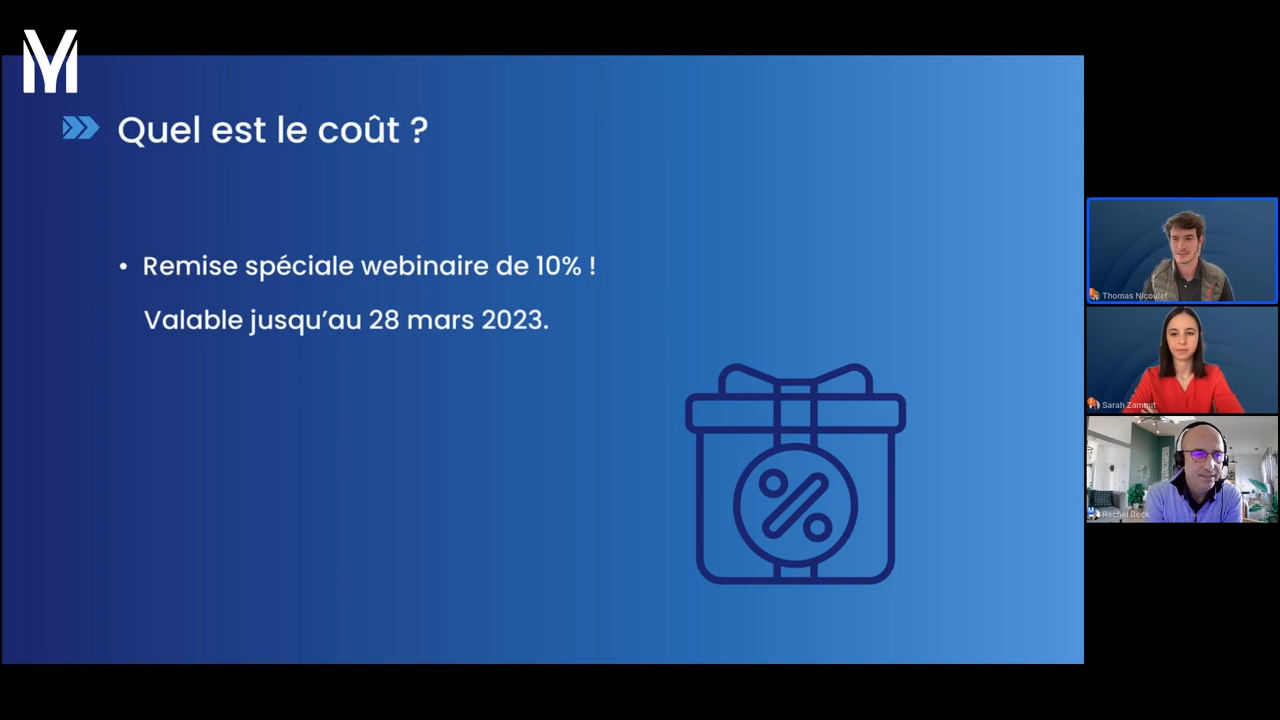 M
Quel est le coût ?
• Remise spéciale webinaire de 10% !
Valable jusqu’au 28 mars 2023.
%
Thomas Nicoulet
Sarah Zammit
Rachel Beck